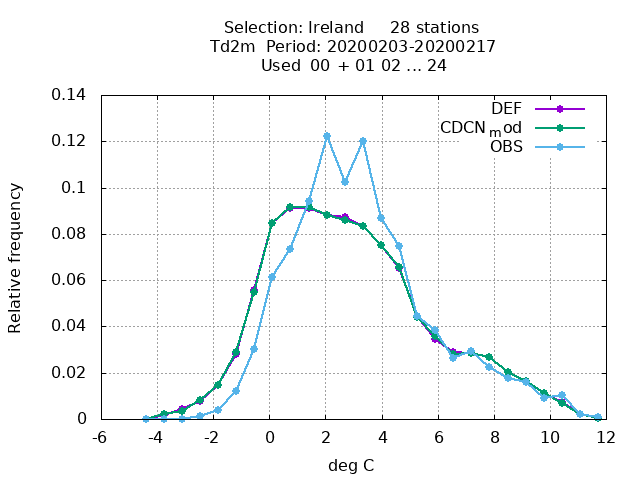 Selection: Ireland 28 stations
Td2m Period: 20200203-20200217
Used 00 + 01 02 ... 24
0.14
0.12
0.1
0.08
0.06
0.04
0.02
0
Relative frequency
DEF
CDCN_mod
OBS
-6 -4 -2 0 2 4 6 8 10 12
deg C